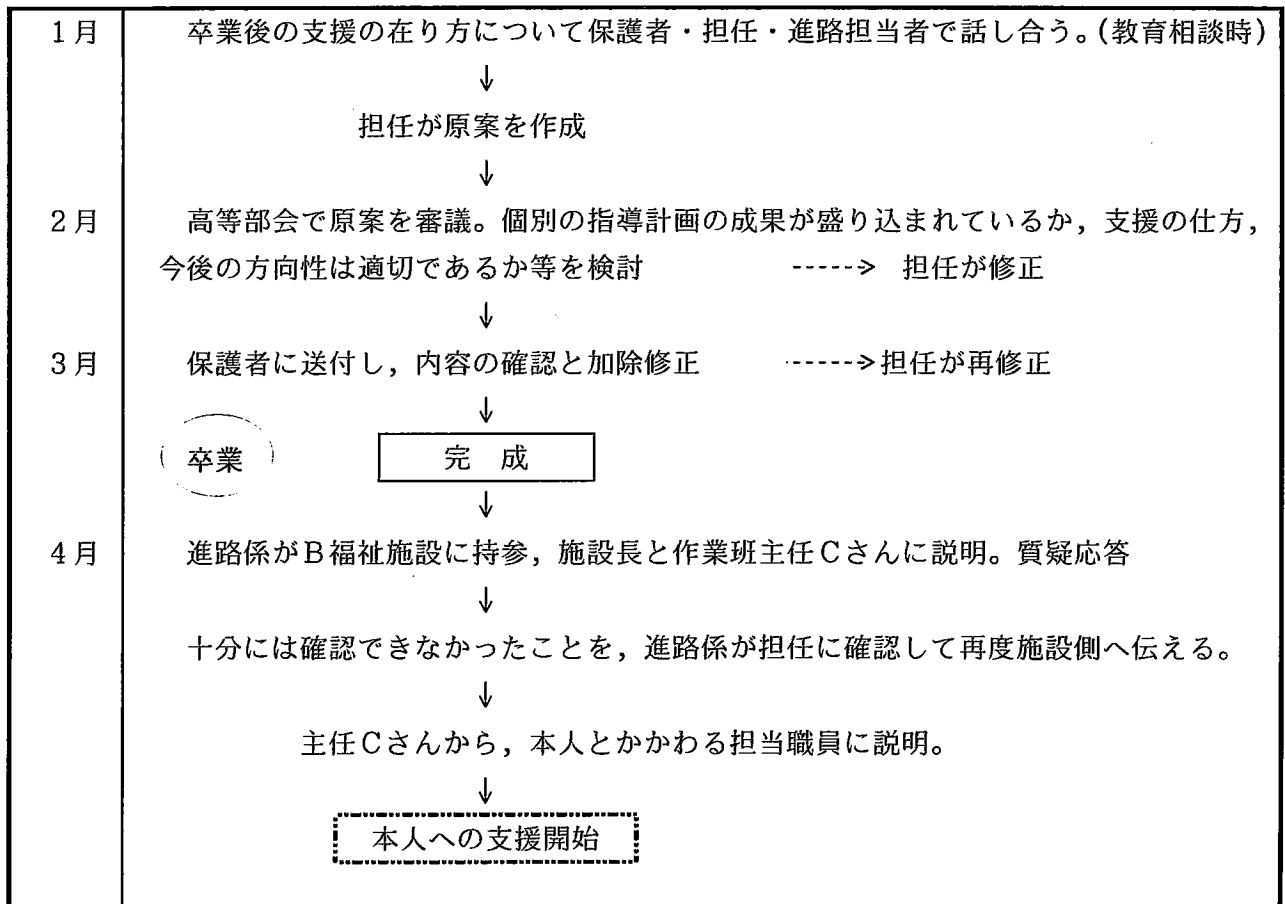 1月 卒業後の支援の在り方について保護者・担任・進路担当者で話し合う。(教育相談時)
↓
担任が原案を作成
↓
2月 高等部会で原案を審議。個別の指導計画の成果が盛り込まれているか，支援の仕方，
今後の方向性は適切であるか等を検討 -----> 担任が修正
↓
3月 保護者に送付し，内容の確認と加除修正 ----->担任が再修正
↓
卒業 完 成
↓
4月 進路係がB福祉施設に持参，施設長と作業班主任Cさんに説明。質疑応答
↓
十分には確認できなかったことを，進路係が担任に確認して再度施設側へ伝える。
↓
主任Cさんから，本人とかかわる担当職員に説明。
↓
本人への支援開始